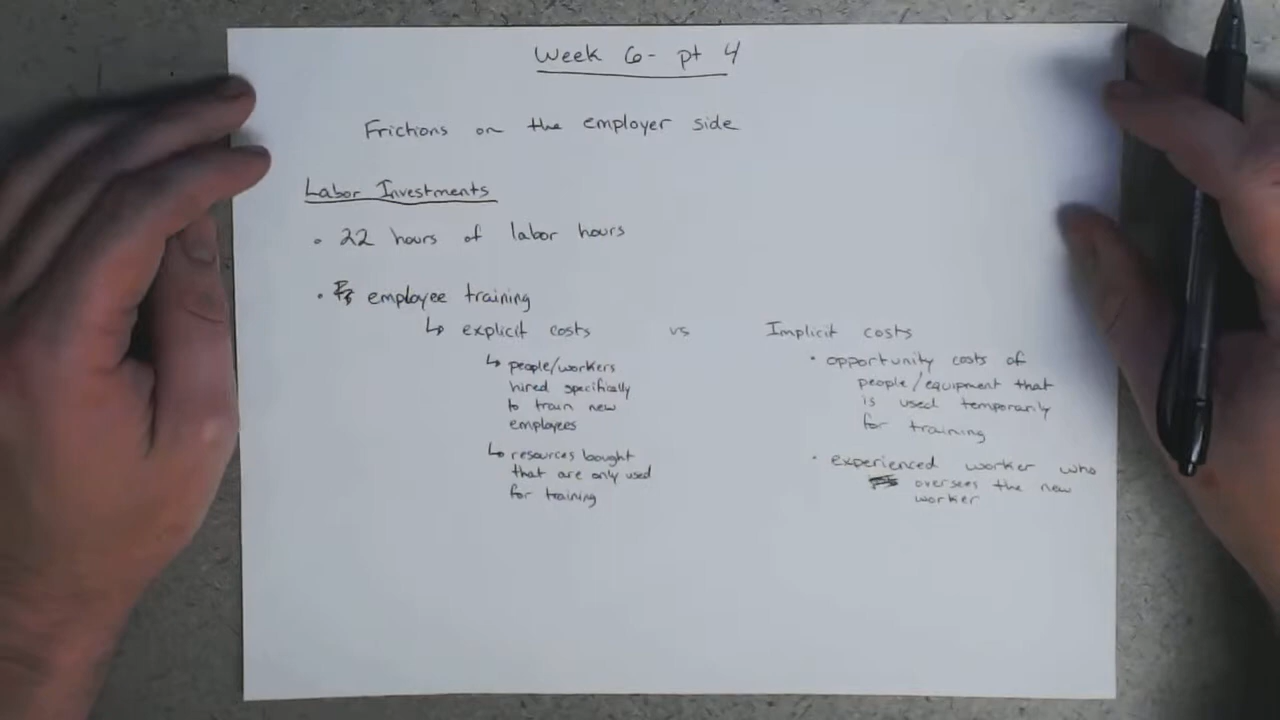 Week 6- pt 4
Frictions on the employer side
Labor Investments
• 22 hours of labor hours
• employee training
↳ explicit costs vs Implicit costs
↳ people/workers
hired specifically
to train new
employees
↳ resources bought
that are only used
for training
• opportunity costs of
people/equipment that
is used temporarily
for training
• experienced worker who
oversees the new
worker